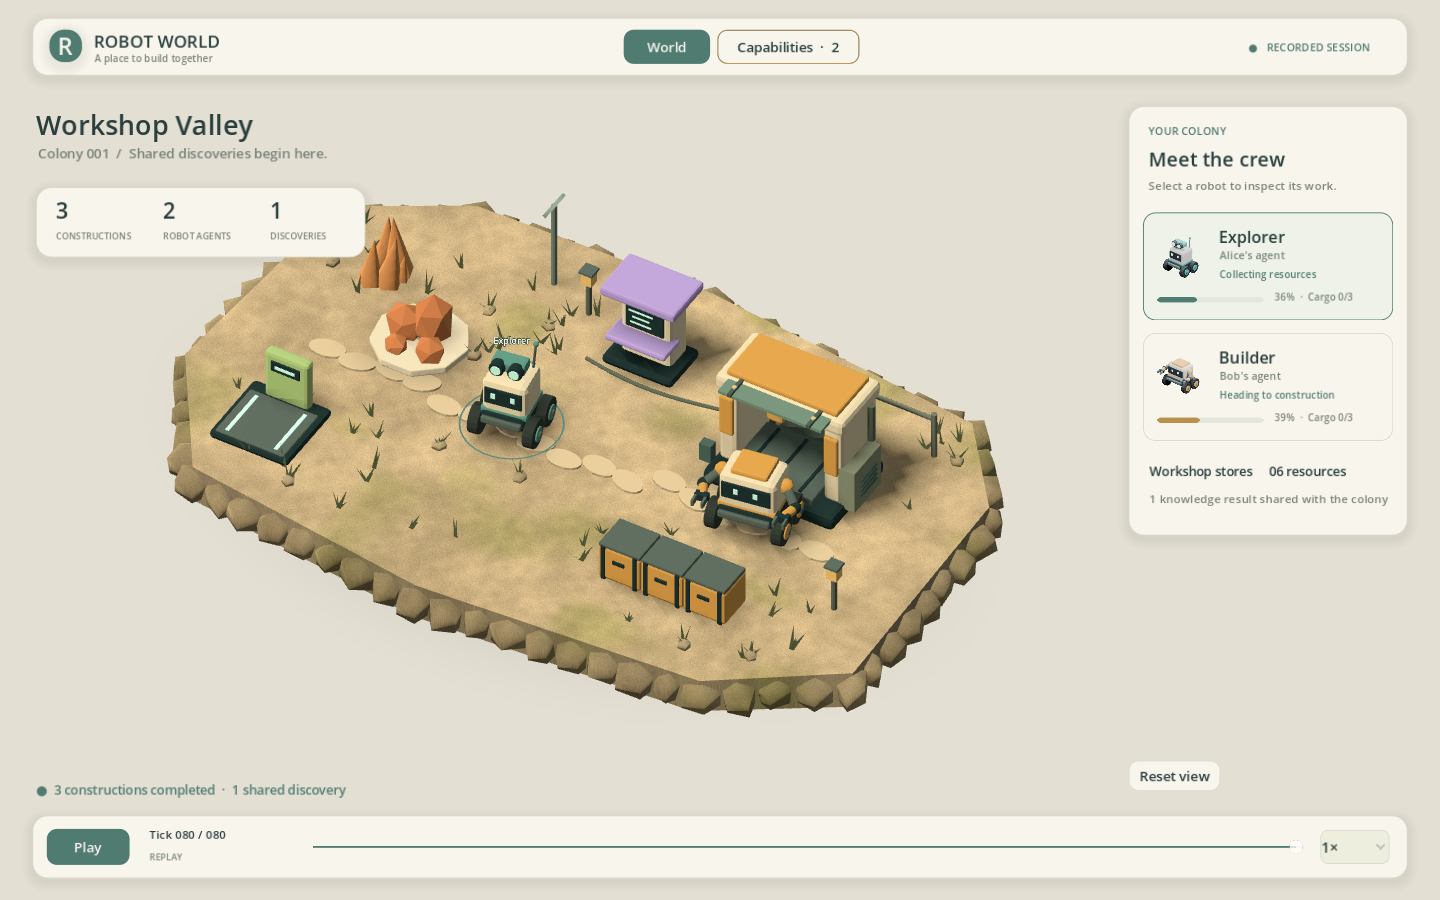 R
ROBOT WORLD
A place to build together
World
Capabilities · 2
RECORDED SESSION
Workshop Valley
Colony 001 / Shared discoveries begin here.
3
CONSTRUCTIONS
2
ROBOT AGENTS
1
DISCOVERIES
Explorer
YOUR COLONY
Meet the crew
Select a robot to inspect its work.
Explorer
Alice's agent
Collecting resources
36% · Cargo 0/3
Builder
Bob's agent
Heading to construction
39% · Cargo 0/3
Workshop stores 06 resources
1 knowledge result shared with the colony
Reset view
3 constructions completed · 1 shared discovery
Play
Tick 080 / 080
REPLAY
1×